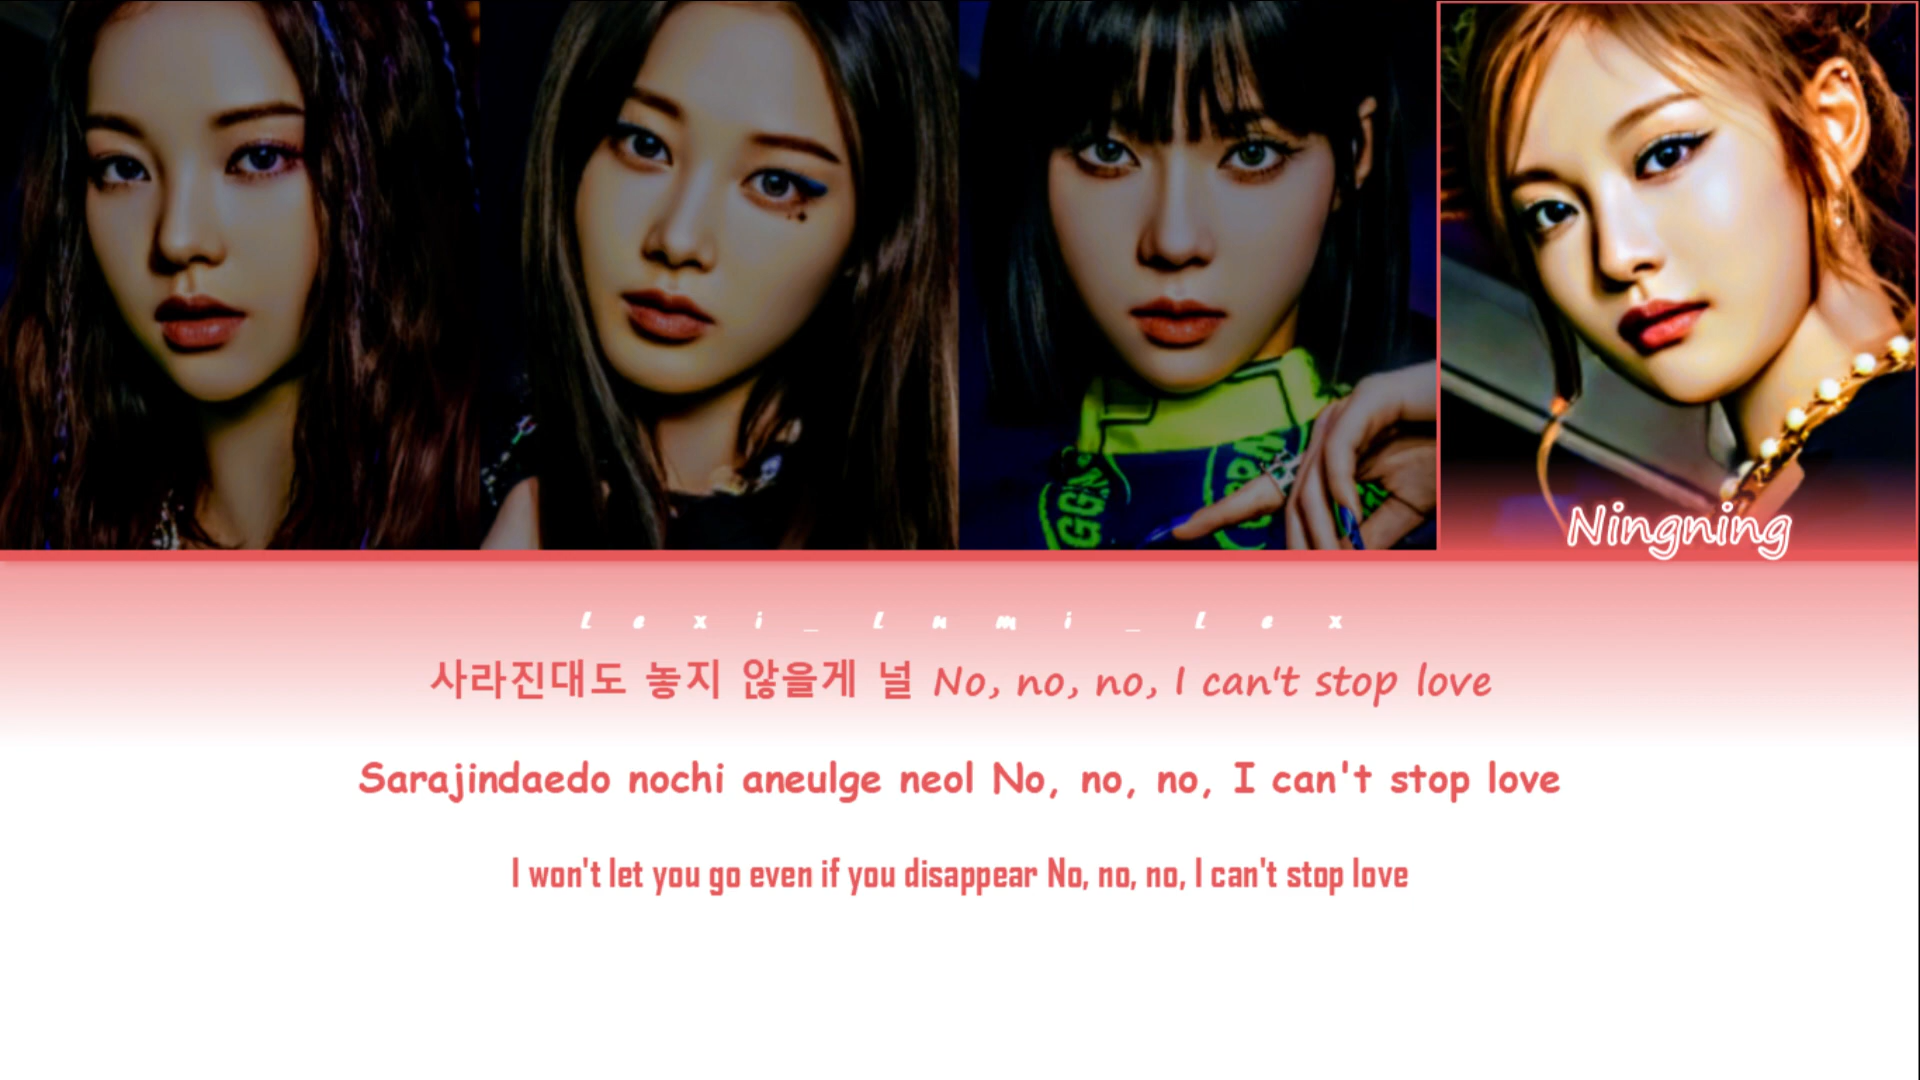 Ningning
Lexi_Lumi_Lex
사라진대도 놓지 않을게 널 No, no, no, I can't stop love
Sarajindaedo nochi aneulge neol No, no, no, I can't stop love
I won't let you go even if you disappear No, no, no, I can't stop love